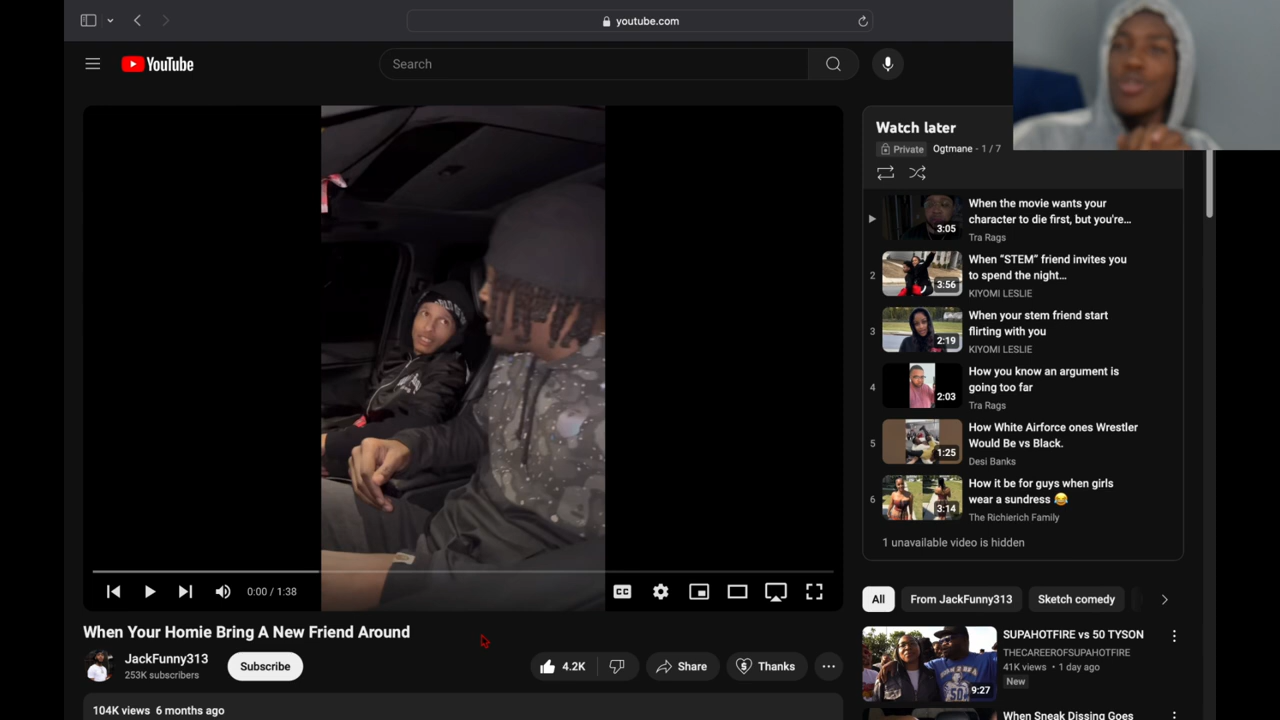 youtube.com
YouTube
Search
0:00 / 1:38
CC
When Your Homie Bring A New Friend Around
JackFunny313
253K subscribers
Subscribe
4.2K
Share
Thanks
104K views 6 months ago
Watch later
Private
Ogtmane - 1 / 7
3:05
When the movie wants your
character to die first, but you're...
Tra Rags
2
3:56
When “STEM” friend invites you
to spend the night...
KIYOMI LESLIE
3
2:19
When your stem friend start
flirting with you
KIYOMI LESLIE
4
2:03
How you know an argument is
going too far
Tra Rags
5
1:25
How White Airforce ones Wrestler
Would Be vs Black.
Desi Banks
6
3:14
How it be for guys when girls
wear a sundress 😂
The Richierich Family
1 unavailable video is hidden
All
From JackFunny313
Sketch comedy
9:27
SUPAHOTFIRE vs 50 TYSON
THECAREEROFSUPAHOTFIRE
41K views • 1 day ago
New
When Sneak Dissing Goes